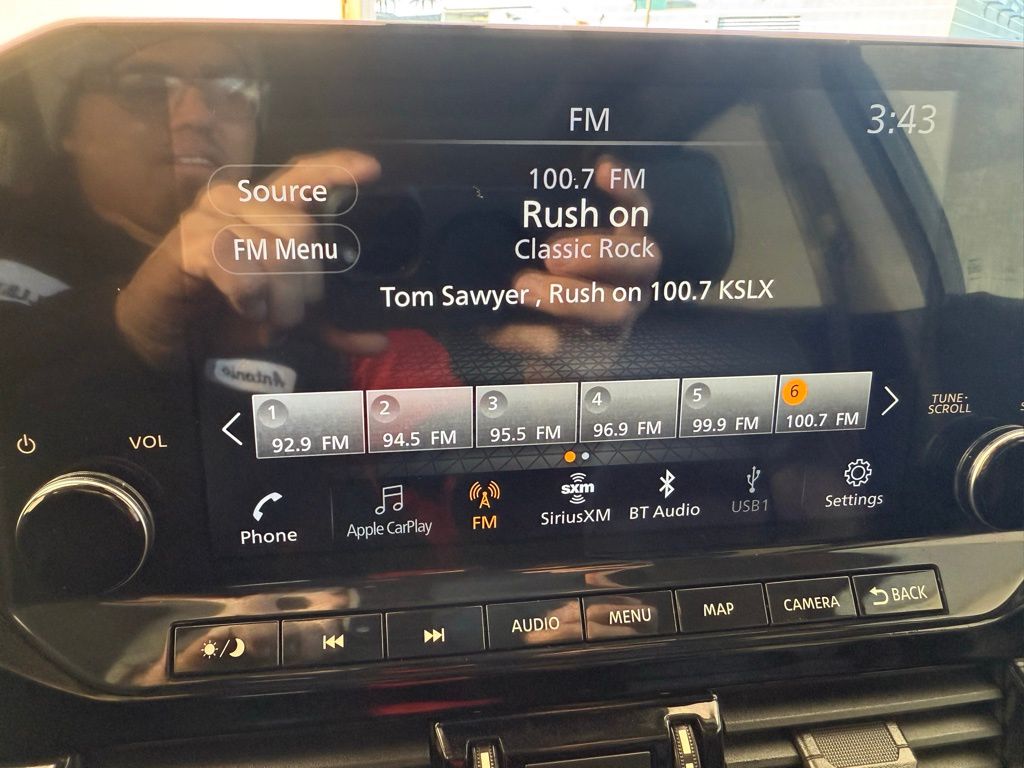 FM
3:43
Source
100.7 FM
Rush on
FM Menu
Classic Rock
Tom Sawyer , Rush on 100.7 KSLX
Antonio
1
92.9 FM
2
94.5 FM
3
95.5 FM
4
96.9 FM
5
99.9 FM
6
100.7 FM
VOL
TUNE·
SCROLL
Phone
Apple CarPlay
FM
sxm
SiriusXM
BT Audio
USB1
Settings
AUDIO
MENU
MAP
CAMERA
BACK